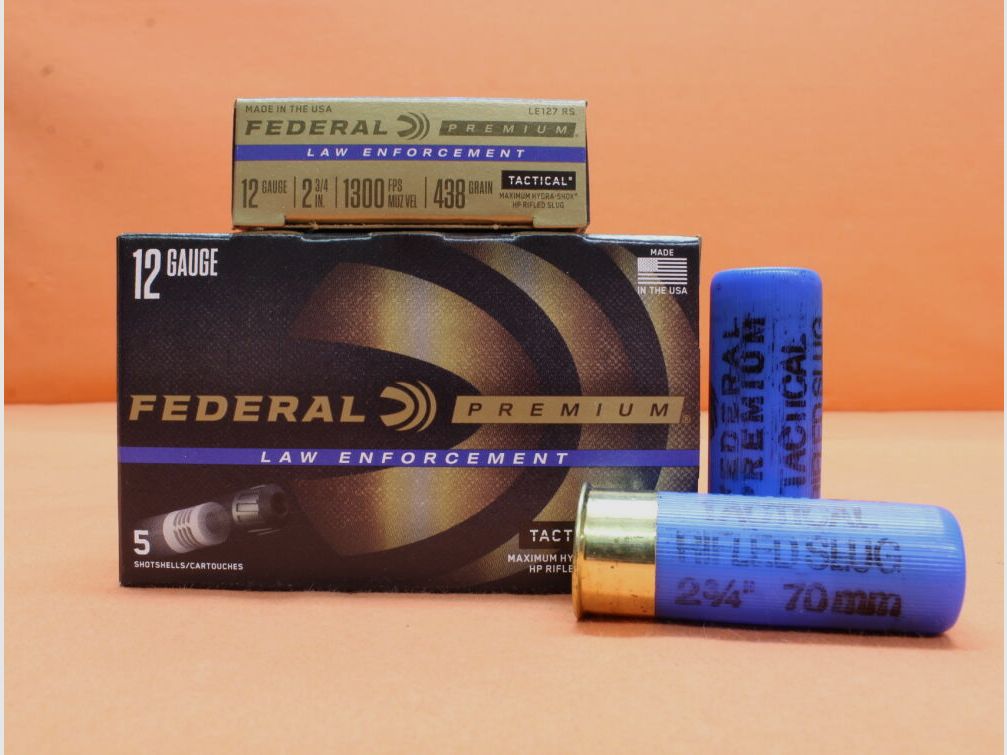 MADE IN THE USA
LE127 RS
FEDERAL PREMIUM
LAW ENFORCEMENT
12 GAUGE 2 3/4 IN. 1300 FPS MUZ VEL 438 GRAIN
TACTICAL®
MAXIMUM HYDRA-SHOK®
HP RIFLED SLUG
12 GAUGE
MADE
IN THE USA
FEDERAL PREMIUM®
LAW ENFORCEMENT
5
SHOTSHELLS/CARTOUCHES
TACT
MAXIMUM HY
HP RIFLE
FEDERAL
PREMIUM
TACTICAL
RIFLED SLUG
TACTICAL
RIFLED SLUG
2¾" 70mm